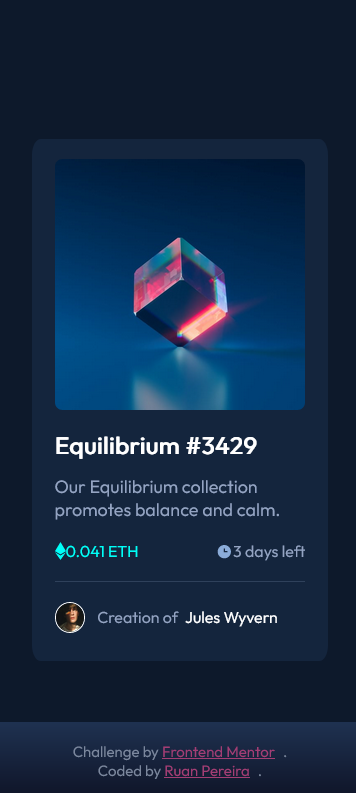 Equilibrium #3429
Our Equilibrium collection
promotes balance and calm.
0.041 ETH 3 days left
Creation of Jules Wyvern
Challenge by Frontend Mentor .
Coded by Ruan Pereira .